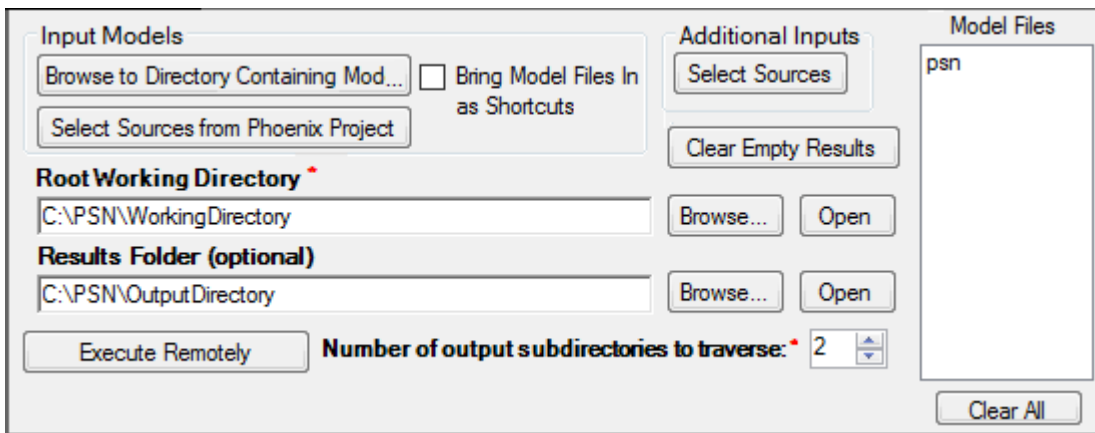 Input Models
Browse to Directory Containing Mod...
Bring Model Files In
as Shortcuts
Select Sources from Phoenix Project
Additional Inputs
Select Sources
Clear Empty Results
Root Working Directory *
C:\PSN\WorkingDirectory
Browse...
Open
Results Folder (optional)
C:\PSN\OutputDirectory
Browse...
Open
Execute Remotely
Number of output subdirectories to traverse: *
2
Model Files
psn
Clear All